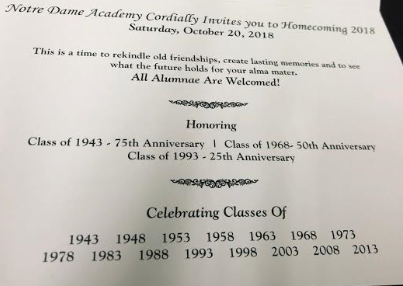 Notre Dame Academy Cordially Invites you to Homecoming 2018
Saturday, October 20, 2018
This is a time to rekindle old friendships, create lasting memories and to see
what the future holds for your alma mater.
All Alumnae Are Welcomed!
Honoring
Class of 1943 - 75th Anniversary | Class of 1968- 50th Anniversary
Class of 1993 - 25th Anniversary
Celebrating Classes Of
1943 1948 1953 1958 1963 1968 1973
1978 1983 1988 1993 1998 2003 2008 2013